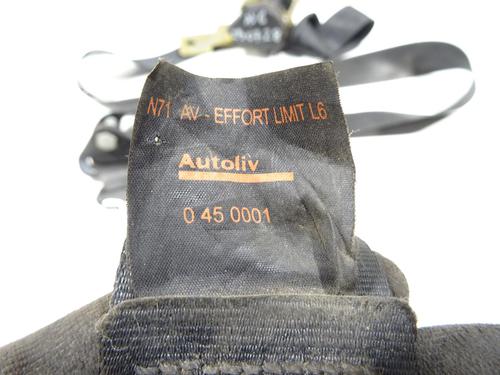 N71 AV - EFFORT LIMIT L6
Autoliv
0 45 0001